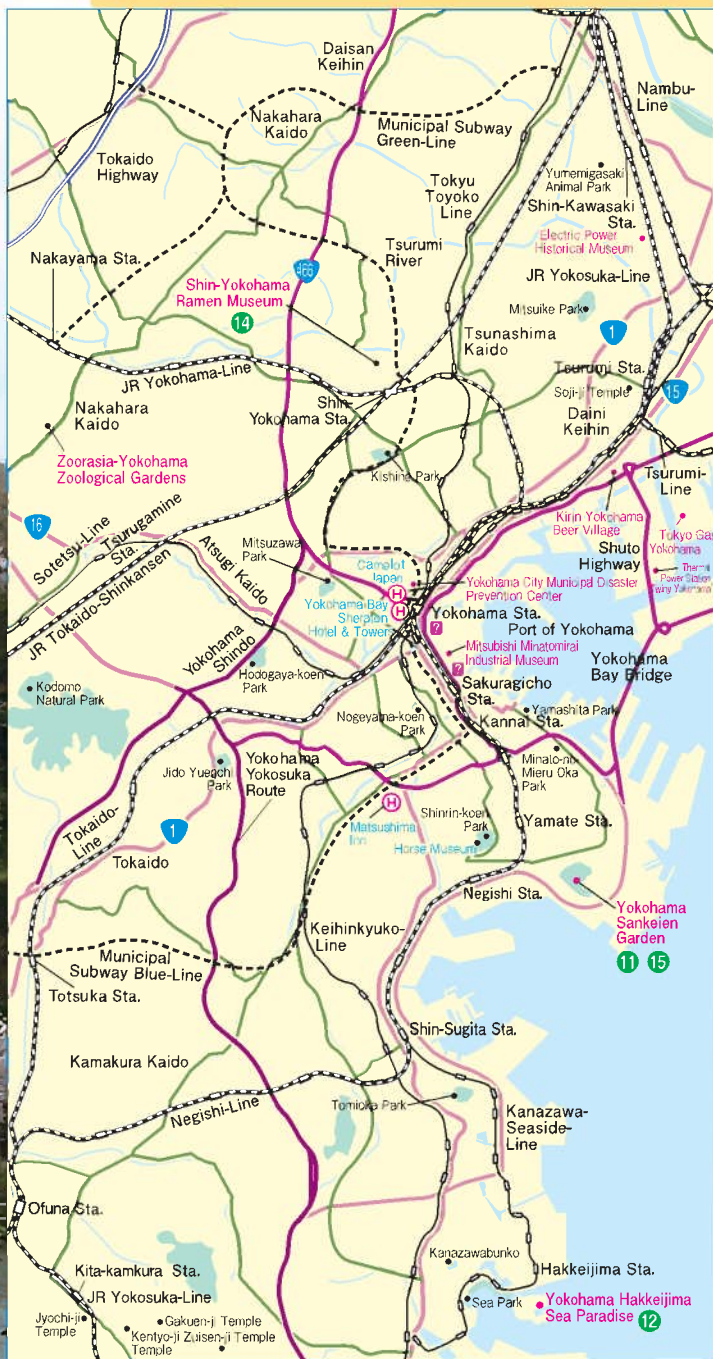 Daisan
Keihin
Nambu-
Line
Nakahara
Kaido
Municipal Subway
Green-Line
Tokaido
Highway
Tokyu
Toyoko
Line
Yumemigasaki
Animal Park
Shin-Kawasaki
Sta.
Electric Power
Historical Museum
Nakayama Sta.
Tsurumi
River
466
Shin-Yokohama
Ramen Museum
14
JR Yokosuka-Line
Mitsuike Park
1
Tsunashima
Kaido
JR Yokohama-Line
Tsurumi Sta.
Soji-ji Temple
15
Shin-
Yokohama Sta.
Nakahara
Kaido
Daini
Keihin
Zoorasia-Yokohama
Zoological Gardens
Kishine Park
Tsurumi-
Line
Kirin Yokohama
Beer Village
16
Sotetsu-Line
Tsurugamine
Sta.
Atsugi Kaido
Mitsuzawa
Park
Tokyo Gas
Yokohama
Shuto
Highway
Thermal
Power Station
JR Tokaido-Shinkansen
Camelot
Japan
H
Yokohama City Municipal Disaster
Prevention Center
Yokohama Bay
Sheraton
Hotel & Tower
H
Yokohama Sta.
?
Port of Yokohama
Yokohama
Shindo
Mitsubishi Minatomirai
Industrial Museum
Yokohama
Bay Bridge
Hodogaya-koen
Park
?
Sakuragicho
Sta.
Kodomo
Natural Park
Nogeyama-koen
Park
Yamashita Park
Kannai Sta.
Minato-no-
Mieru Oka
Park
Jido Yuenchi
Park
Yokohama
Yokosuka
Route
H
Matsushima
Inn
Shinrin-koen
Park
Yamate Sta.
Tokaido-
Line
1
Horse Museum
Tokaido
Negishi Sta.
Yokohama
Sankeien
Garden
11 15
Keihinkyuko-
Line
Municipal
Subway Blue-Line
Totsuka Sta.
Shin-Sugita Sta.
Kamakura Kaido
Negishi-Line
Tomioka Park
Kanazawa-
Seaside-
Line
Ofuna Sta.
Kanazawabunko
Hakkeijima Sta.
Kita-kamkura Sta.
JR Yokosuka-Line
Sea Park
Yokohama Hakkeijima
Sea Paradise 12
Jyochi-ji
Temple
Gakuen-ji Temple
Kentyo-ji Zuisen-ji Temple
Temple